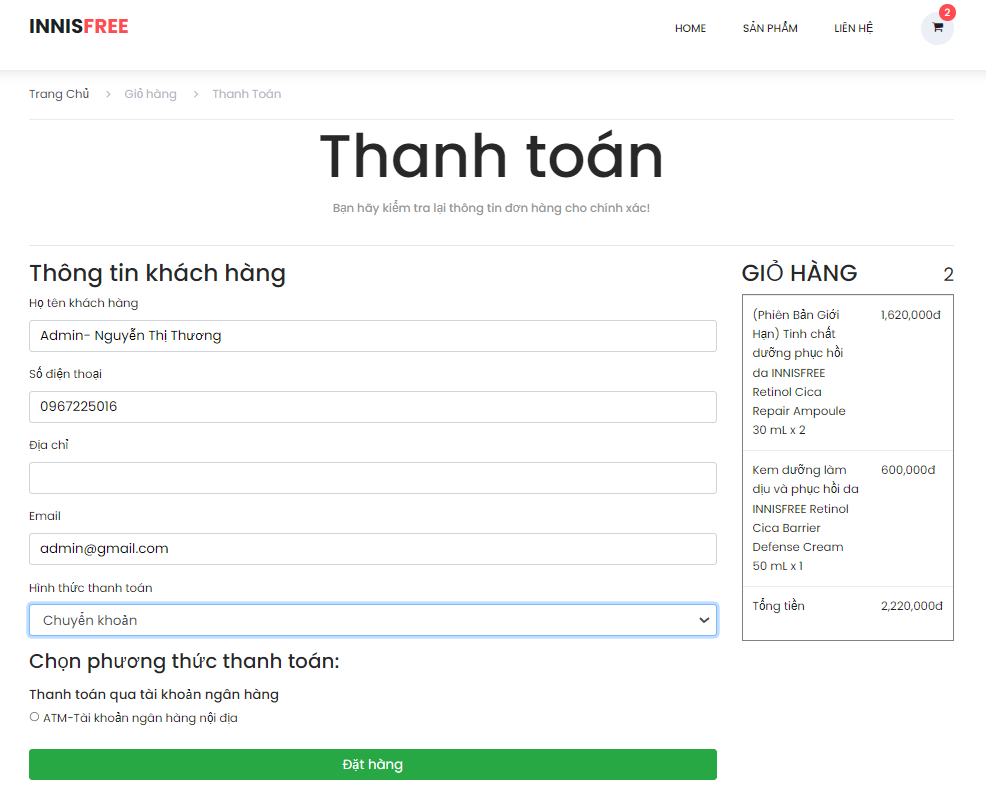 INNISFREE
HOME SẢN PHẨM LIÊN HỆ 2
Trang Chủ > Giỏ hàng > Thanh Toán
Thanh toán
Bạn hãy kiểm tra lại thông tin đơn hàng cho chính xác!
Thông tin khách hàng
Họ tên khách hàng
Admin- Nguyễn Thị Thương
Số điện thoại
0967225016
Địa chỉ
Email
admin@gmail.com
Hình thức thanh toán
Chuyển khoản
Chọn phương thức thanh toán:
Thanh toán qua tài khoản ngân hàng
ATM-Tài khoản ngân hàng nội địa
Đặt hàng
GIỎ HÀNG 2
(Phiên Bản Giới 1,620,000đ
Hạn) Tinh chất
dưỡng phục hồi
da INNISFREE
Retinol Cica
Repair Ampoule
30 mL x 2
Kem dưỡng làm 600,000đ
dịu và phục hồi da
INNISFREE Retinol
Cica Barrier
Defense Cream
50 mL x 1
Tổng tiền 2,220,000đ